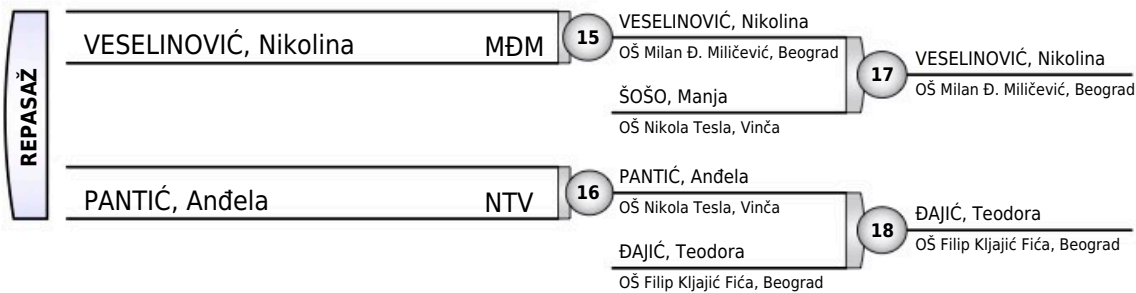 REPASAŽ
VESELINOVIĆ, Nikolina MĐM
15
VESELINOVIĆ, Nikolina
OŠ Milan Đ. Miličević, Beograd
ŠOŠO, Manja
OŠ Nikola Tesla, Vinča
17
VESELINOVIĆ, Nikolina
OŠ Milan Đ. Miličević, Beograd
PANTIĆ, Anđela NTV
16
PANTIĆ, Anđela
OŠ Nikola Tesla, Vinča
ĐAJIĆ, Teodora
OŠ Filip Kljajić Fića, Beograd
18
ĐAJIĆ, Teodora
OŠ Filip Kljajić Fića, Beograd